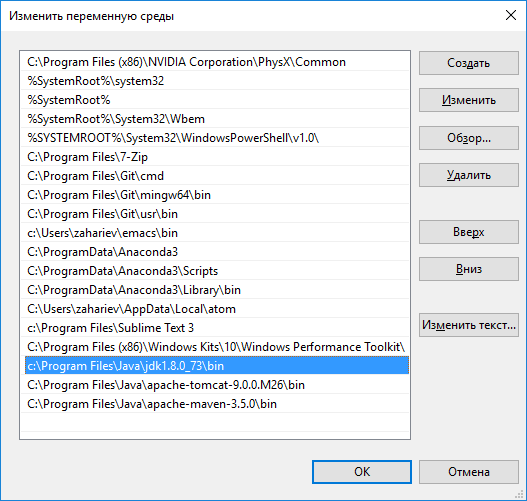 Изменить переменную среды
C:\Program Files (x86)\NVIDIA Corporation\PhysX\Common
%SystemRoot%\system32
%SystemRoot%
%SystemRoot%\System32\Wbem
%SYSTEMROOT%\System32\WindowsPowerShell\v1.0\
C:\Program Files\7-Zip
C:\Program Files\Git\cmd
C:\Program Files\Git\mingw64\bin
C:\Program Files\Git\usr\bin
c:\Users\zahariev\emacs\bin
C:\ProgramData\Anaconda3
C:\ProgramData\Anaconda3\Scripts
C:\ProgramData\Anaconda3\Library\bin
C:\Users\zahariev\AppData\Local\atom
c:\Program Files\Sublime Text 3
C:\Program Files (x86)\Windows Kits\10\Windows Performance Toolkit\
c:\Program Files\Java\jdk1.8.0_73\bin
C:\Program Files\Java\apache-tomcat-9.0.0.M26\bin
C:\Program Files\Java\apache-maven-3.5.0\bin
Создать
Изменить
Обзор...
Удалить
Вверх
Вниз
Изменить текст...
ОК
Отмена